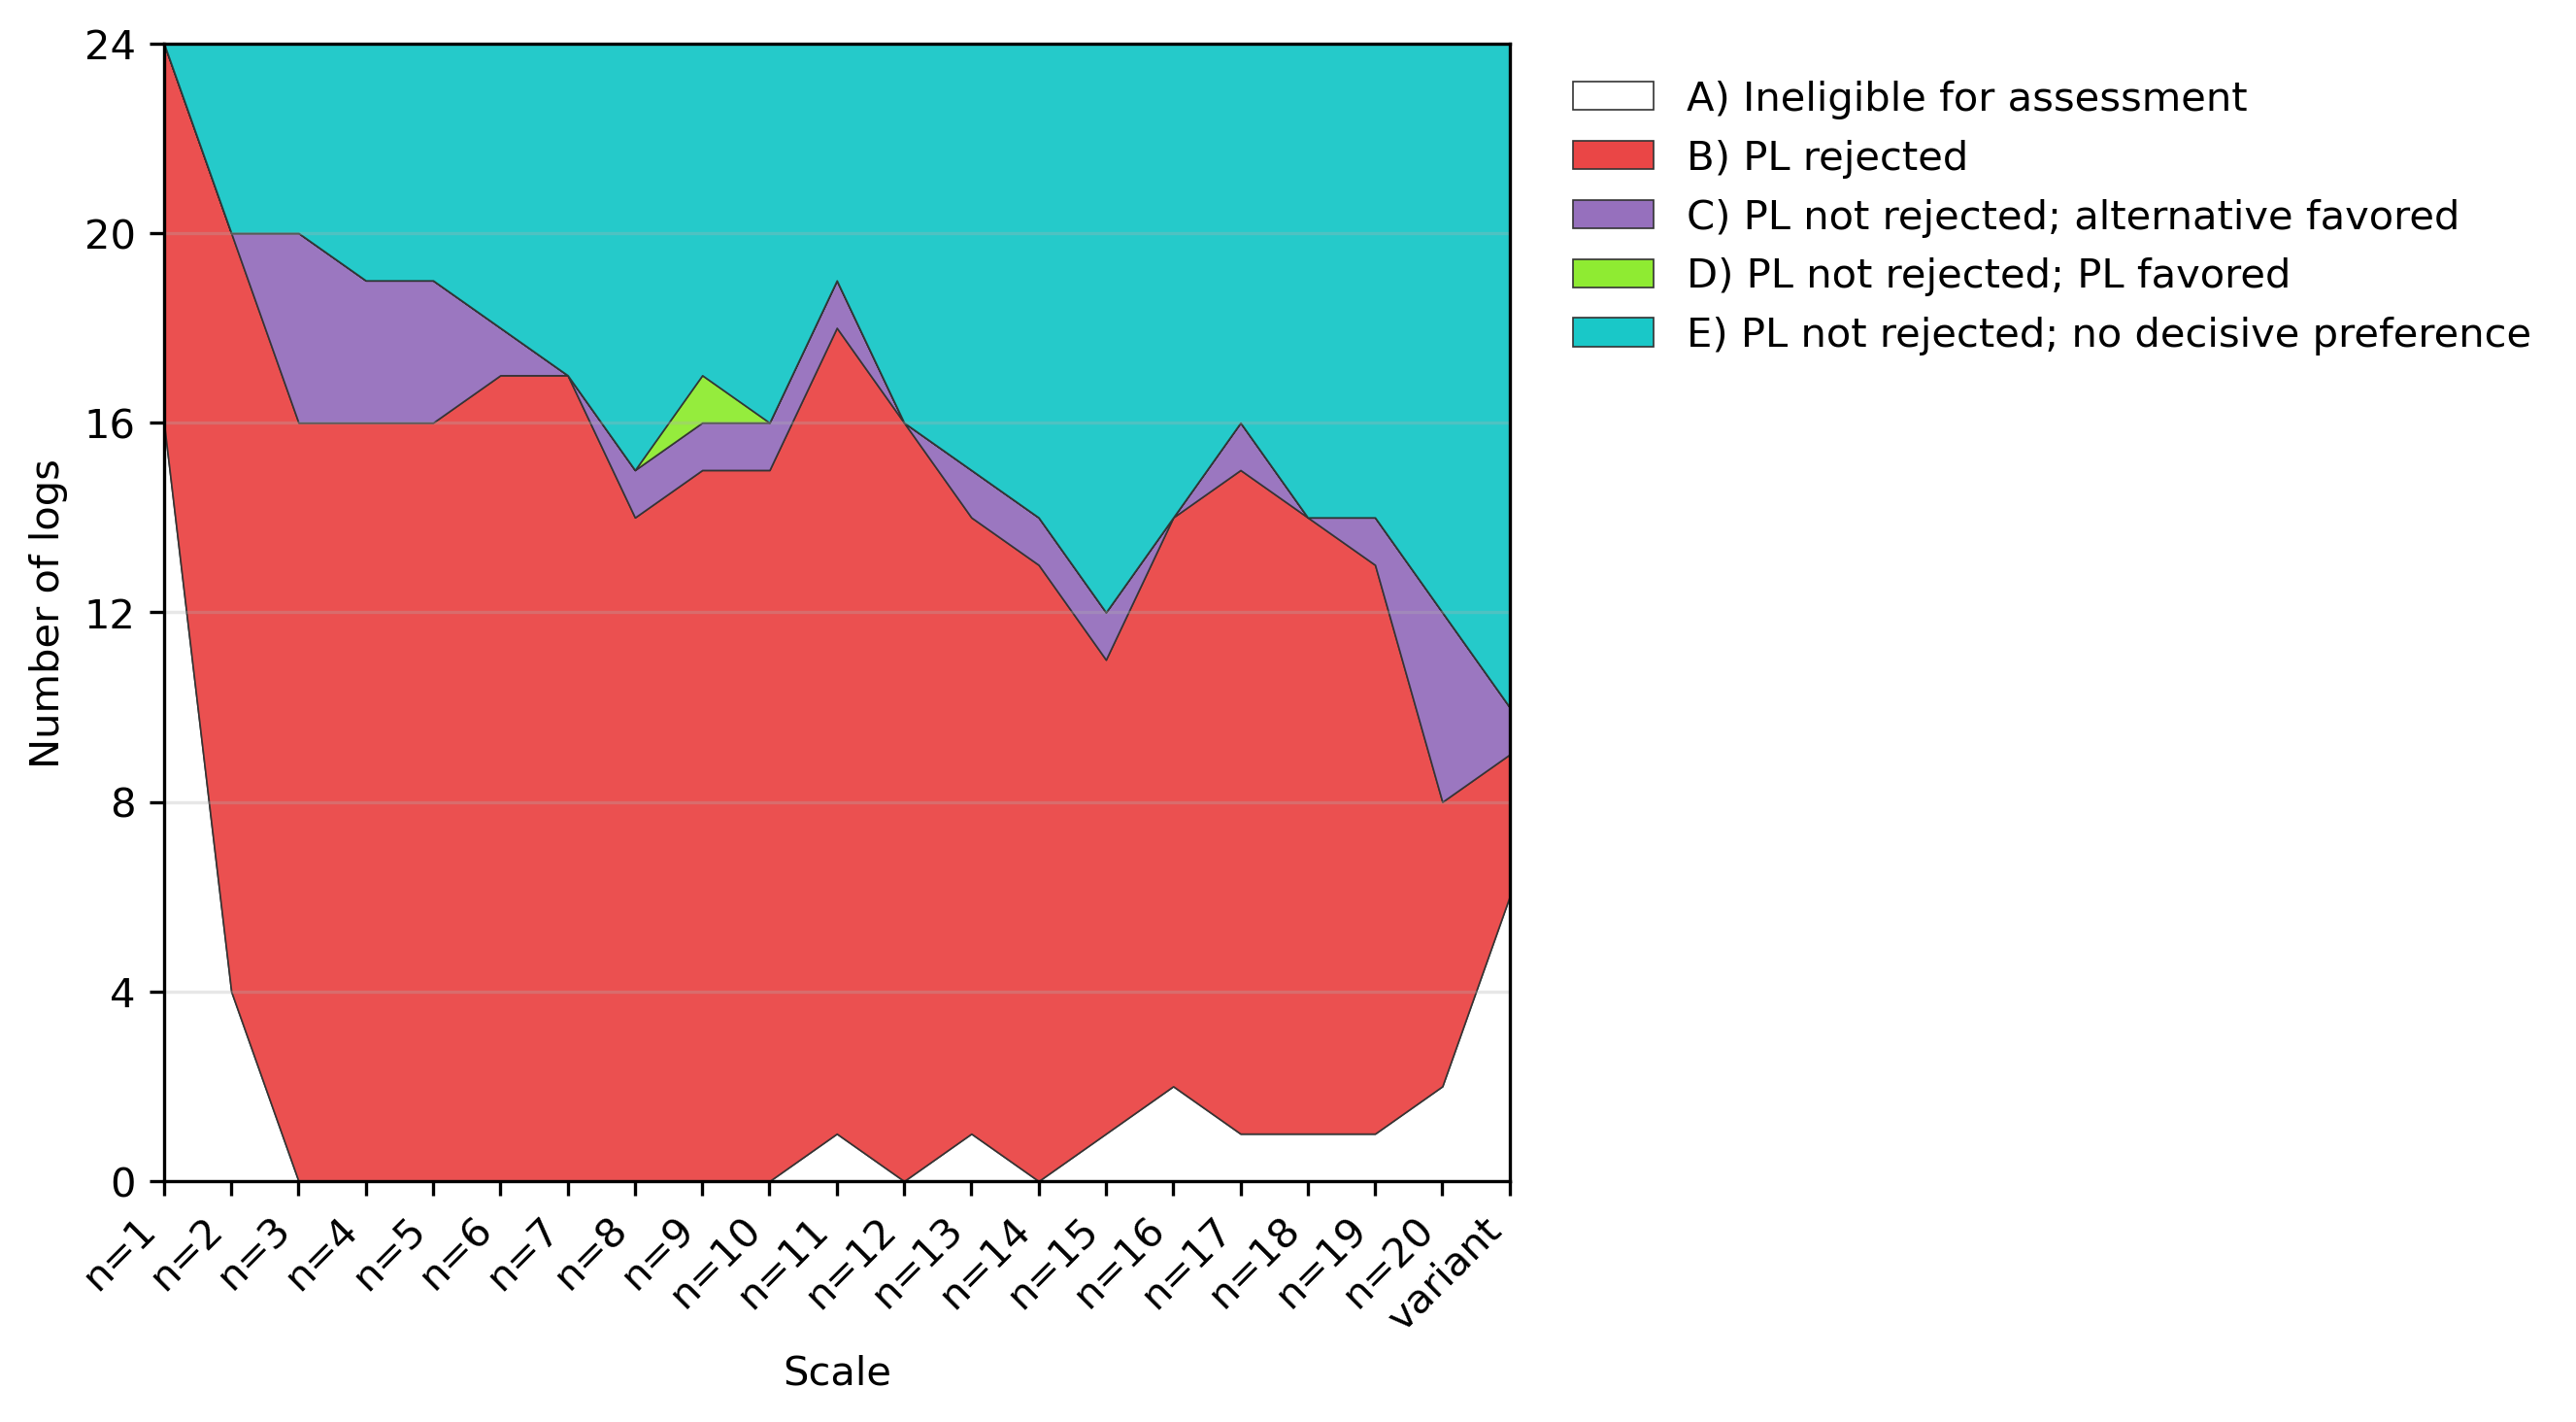 24
20
16
12
8
4
0
Number of logs
n=1
n=2
n=3
n=4
n=5
n=6
n=7
n=8
n=9
n=10
n=11
n=12
n=13
n=14
n=15
n=16
n=17
n=18
n=19
n=20
variant
Scale
A) Ineligible for assessment
B) PL rejected
C) PL not rejected; alternative favored
D) PL not rejected; PL favored
E) PL not rejected; no decisive preference